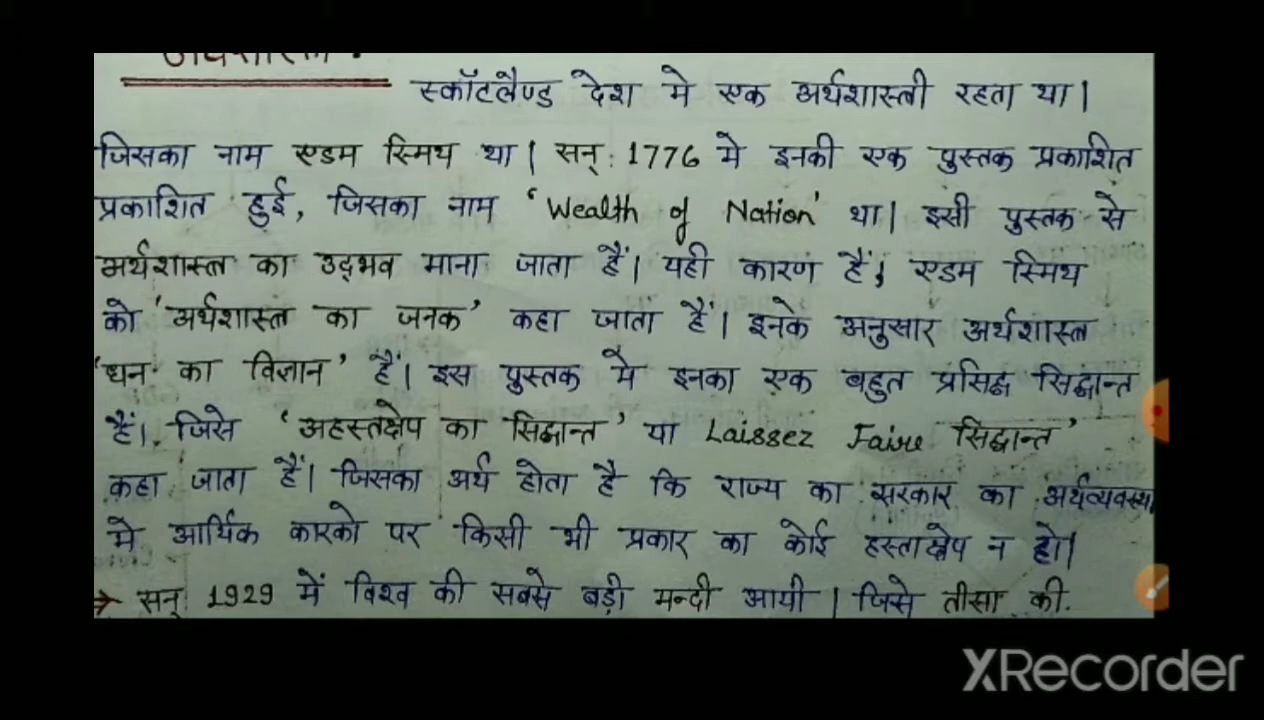 अर्थशास्त्र :
स्कॉटलैण्ड देश मे एक अर्थशास्त्री रहता था।
जिसका नाम एडम स्मिथ था। सन् 1776 मे इनकी एक पुस्तक प्रकाशित
प्रकाशित हुई, जिसका नाम 'Wealth of Nation' था। इसी पुस्तक से
अर्थशास्त्र का उद्भव माना जाता हैं। यही कारण हैं, एडम स्मिथ
को 'अर्थशास्त्र का जनक' कहा जाता हैं। इनके अनुसार अर्थशास्त्र
'धन का विज्ञान' हैं। इस पुस्तक मे इनका एक बहुत प्रसिद्ध सिद्धान्त
हैं। जिसे 'अहस्तक्षेप का सिद्धान्त' या Laissez Faire सिद्धान्त'
कहा जाता हैं। जिसका अर्थ होता है कि राज्य का सरकार का अर्थव्यवस्था
मे आर्थिक कारको पर किसी भी प्रकार का कोई हस्ताक्षेप न हो।
→ सन् 1929 में विश्व की सबसे बड़ी मन्दी आयी। जिसे तीसा की
XRecorder